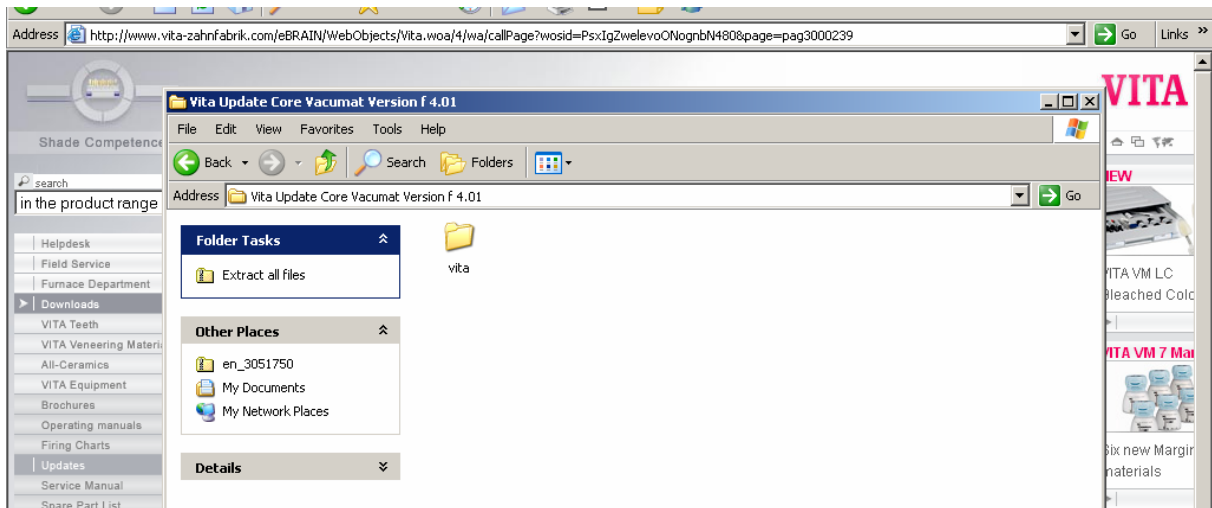 Address http://www.vita-zahnfabrik.com/eBRAIN/WebObjects/Vita.woa/4/wa/callPage?wosid=PsxIgZwelevoONognbN480&page=pag3000239 Go Links »
VITA
Shade Competence
search
in the product range
Helpdesk
Field Service
Furnace Department
Downloads
VITA Teeth
VITA Veneering Materi
All-Ceramics
VITA Equipment
Brochures
Operating manuals
Firing Charts
Updates
Service Manual
Spare Part List
Vita Update Core Vacumat Version f 4.01
File Edit View Favorites Tools Help
Back Search Folders
Address Vita Update Core Vacumat Version f 4.01 Go
Folder Tasks
Extract all files
Other Places
en_3051750
My Documents
My Network Places
Details
vita
NEW
VITA VM LC
Bleached Colo
VITA VM 7 Mar
Six new Margin
materials